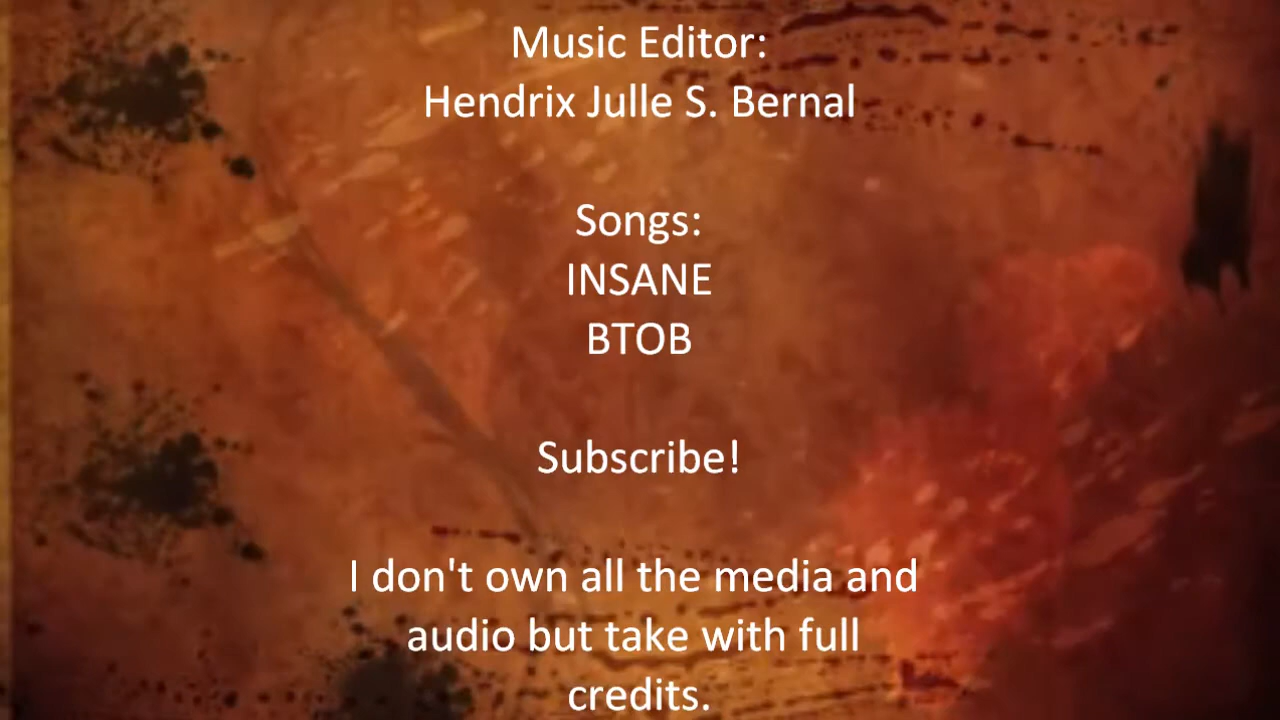 Music Editor:
Hendrix Julle S. Bernal
Songs:
INSANE
BTOB
Subscribe!
I don't own all the media and
audio but take with full
credits.